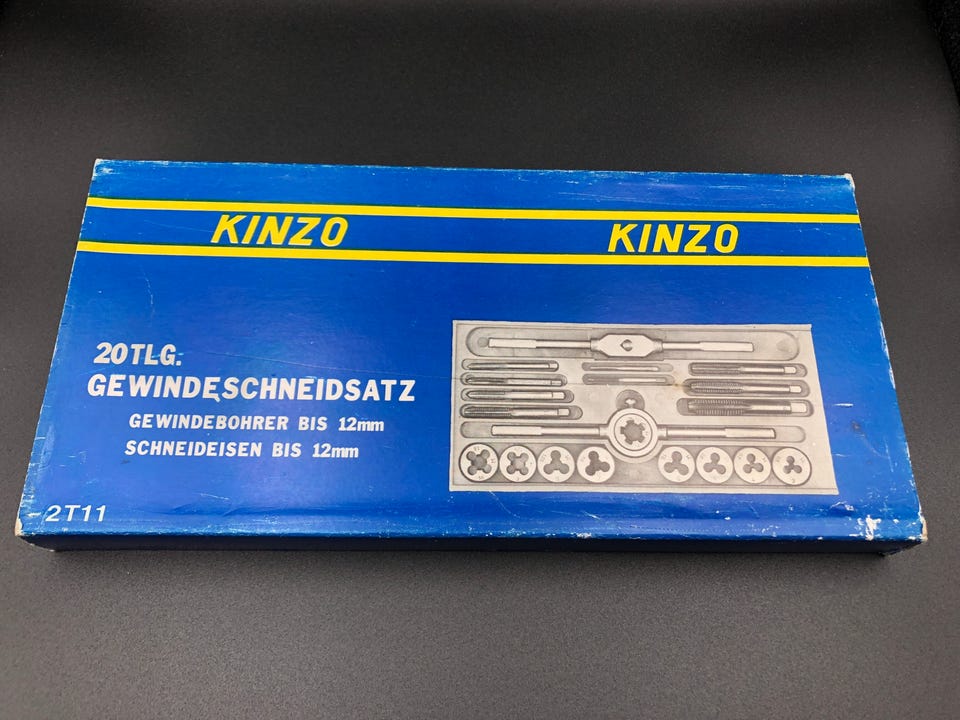 KINZO KINZO
20TLG.
GEWINDESCHNEIDSATZ
GEWINDEBOHRER BIS 12mm
SCHNEIDEISEN BIS 12mm
2T11